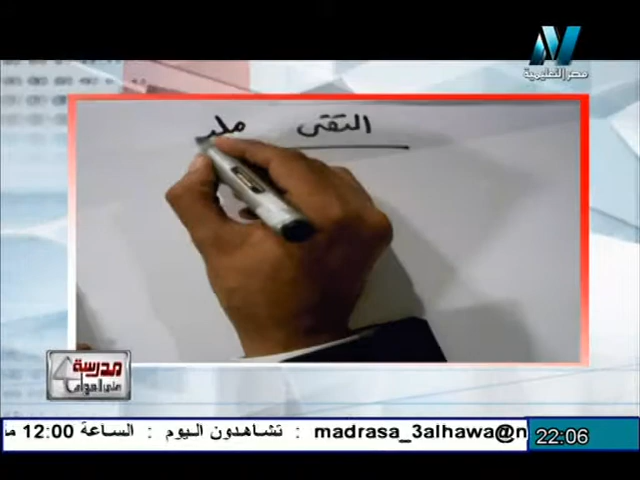 مصر التعليمية
التقى
مدرسة
على الهواء
22:06 madrasa_3alhawa@n : تشاهدون اليوم : الساعة 12:00